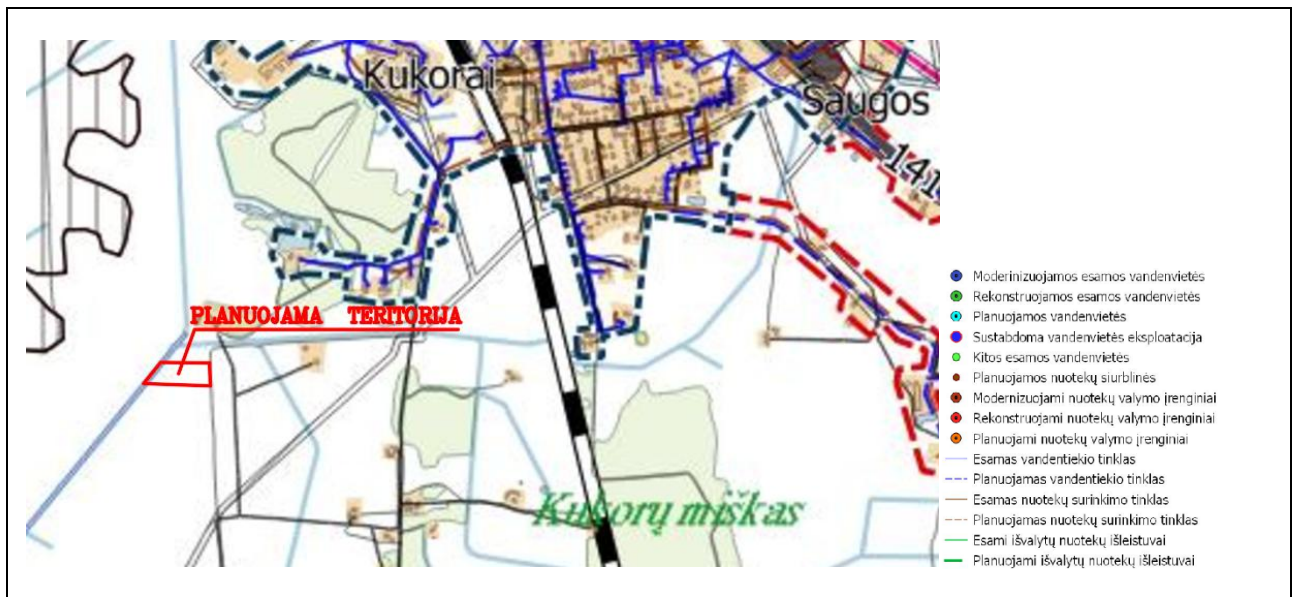 Kukorai
Saugos
141
PLANUOJAMA TERITORIJA
Kukorų miškas
Moderinizuojamos esamos vandenvietės
Rekonstruojamos esamos vandenvietės
Planuojamos vandenvietės
Sustabdoma vandenvietės eksploatacija
Kitos esamos vandenvietės
Planuojamos nuotekų siurblinės
Modernizuojami nuotekų valymo įrenginiai
Rekonstruojami nuotekų valymo įrenginiai
Planuojami nuotekų valymo įrenginiai
Esamas vandentiekio tinklas
Planuojamas vandentiekio tinklas
Esamas nuotekų surinkimo tinklas
Planuojamas nuotekų surinkimo tinklas
Esami išvalytų nuotekų išleistuvai
Planuojami išvalytų nuotekų išleistuvai